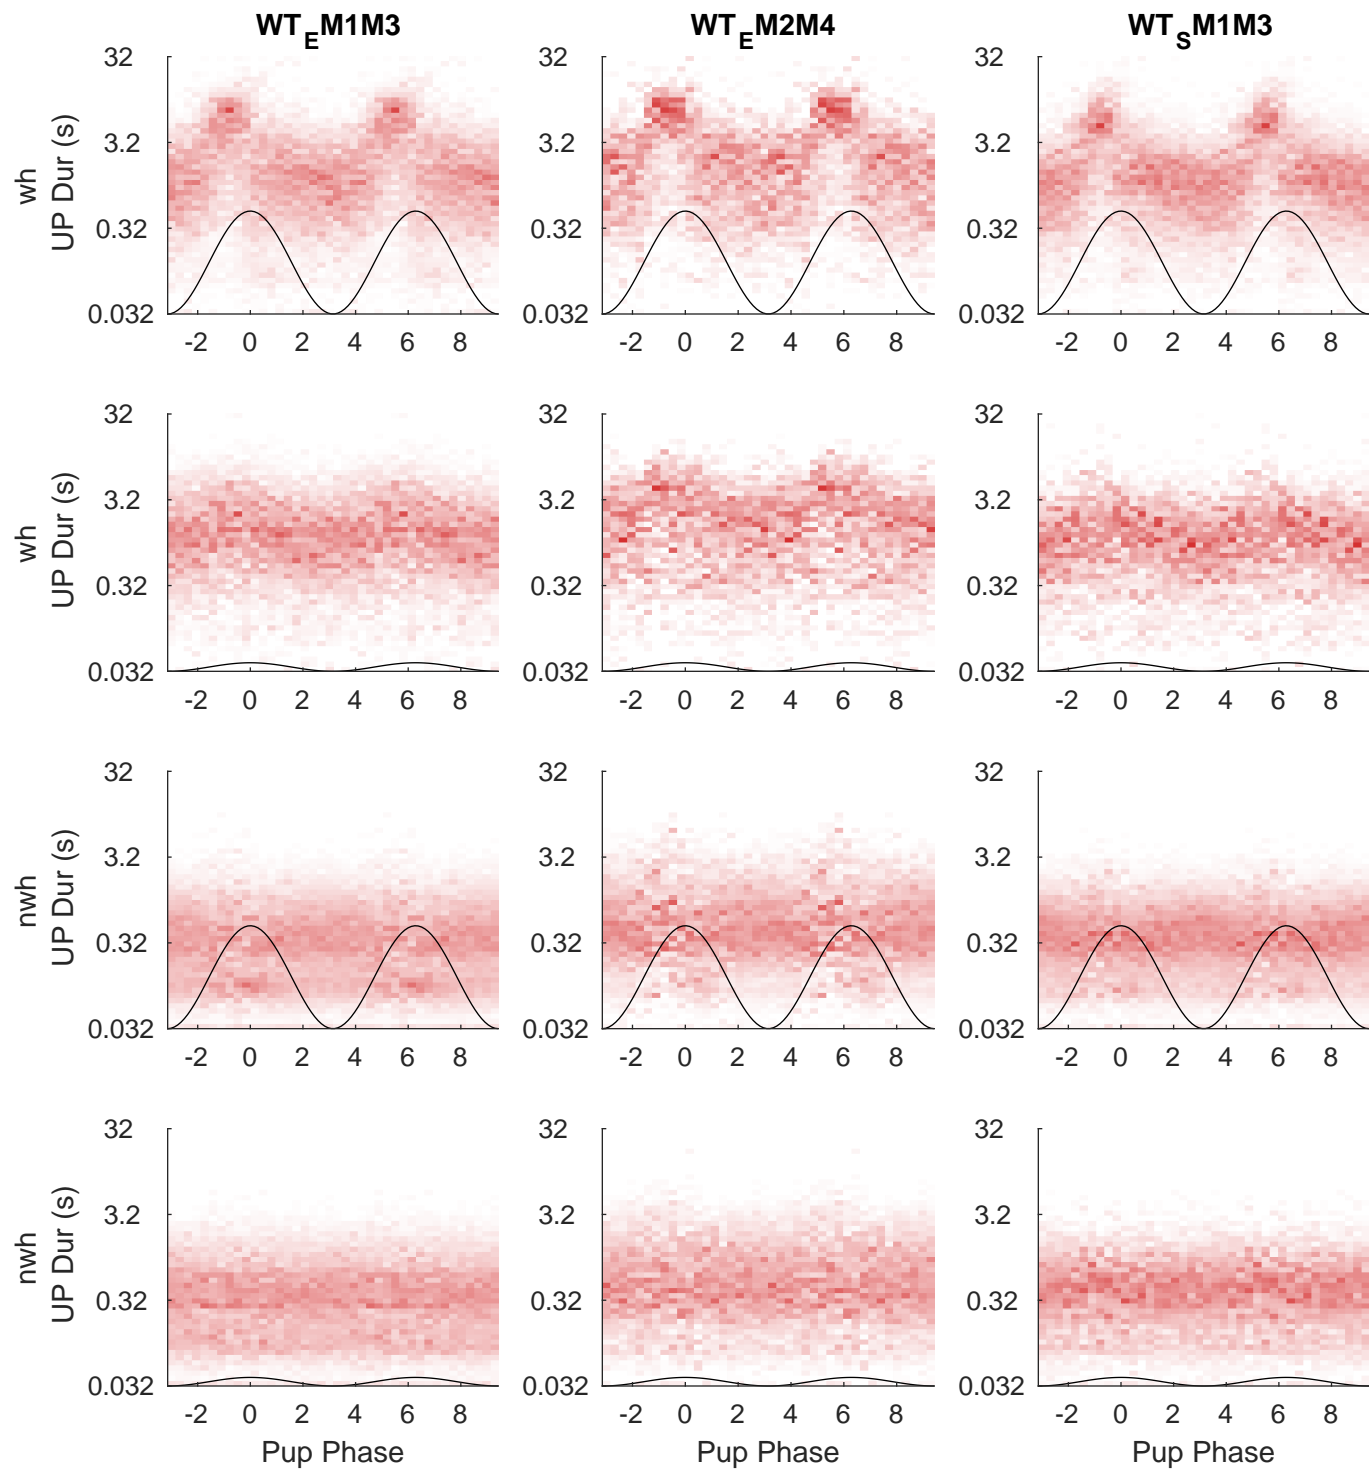 WT_EM1M3 WT_EM2M4 WT_SM1M3
wh
UP Dur (s)
32 32 32
3.2 3.2 3.2
0.32 0.32 0.32
0.032 0.032 0.032
-2 0 2 4 6 8 -2 0 2 4 6 8 -2 0 2 4 6 8
wh
UP Dur (s)
32 32 32
3.2 3.2 3.2
0.32 0.32 0.32
0.032 0.032 0.032
-2 0 2 4 6 8 -2 0 2 4 6 8 -2 0 2 4 6 8
nwh
UP Dur (s)
32 32 32
3.2 3.2 3.2
0.32 0.32 0.32
0.032 0.032 0.032
-2 0 2 4 6 8 -2 0 2 4 6 8 -2 0 2 4 6 8
nwh
UP Dur (s)
32 32 32
3.2 3.2 3.2
0.32 0.32 0.32
0.032 0.032 0.032
-2 0 2 4 6 8 -2 0 2 4 6 8 -2 0 2 4 6 8
Pup Phase Pup Phase Pup Phase